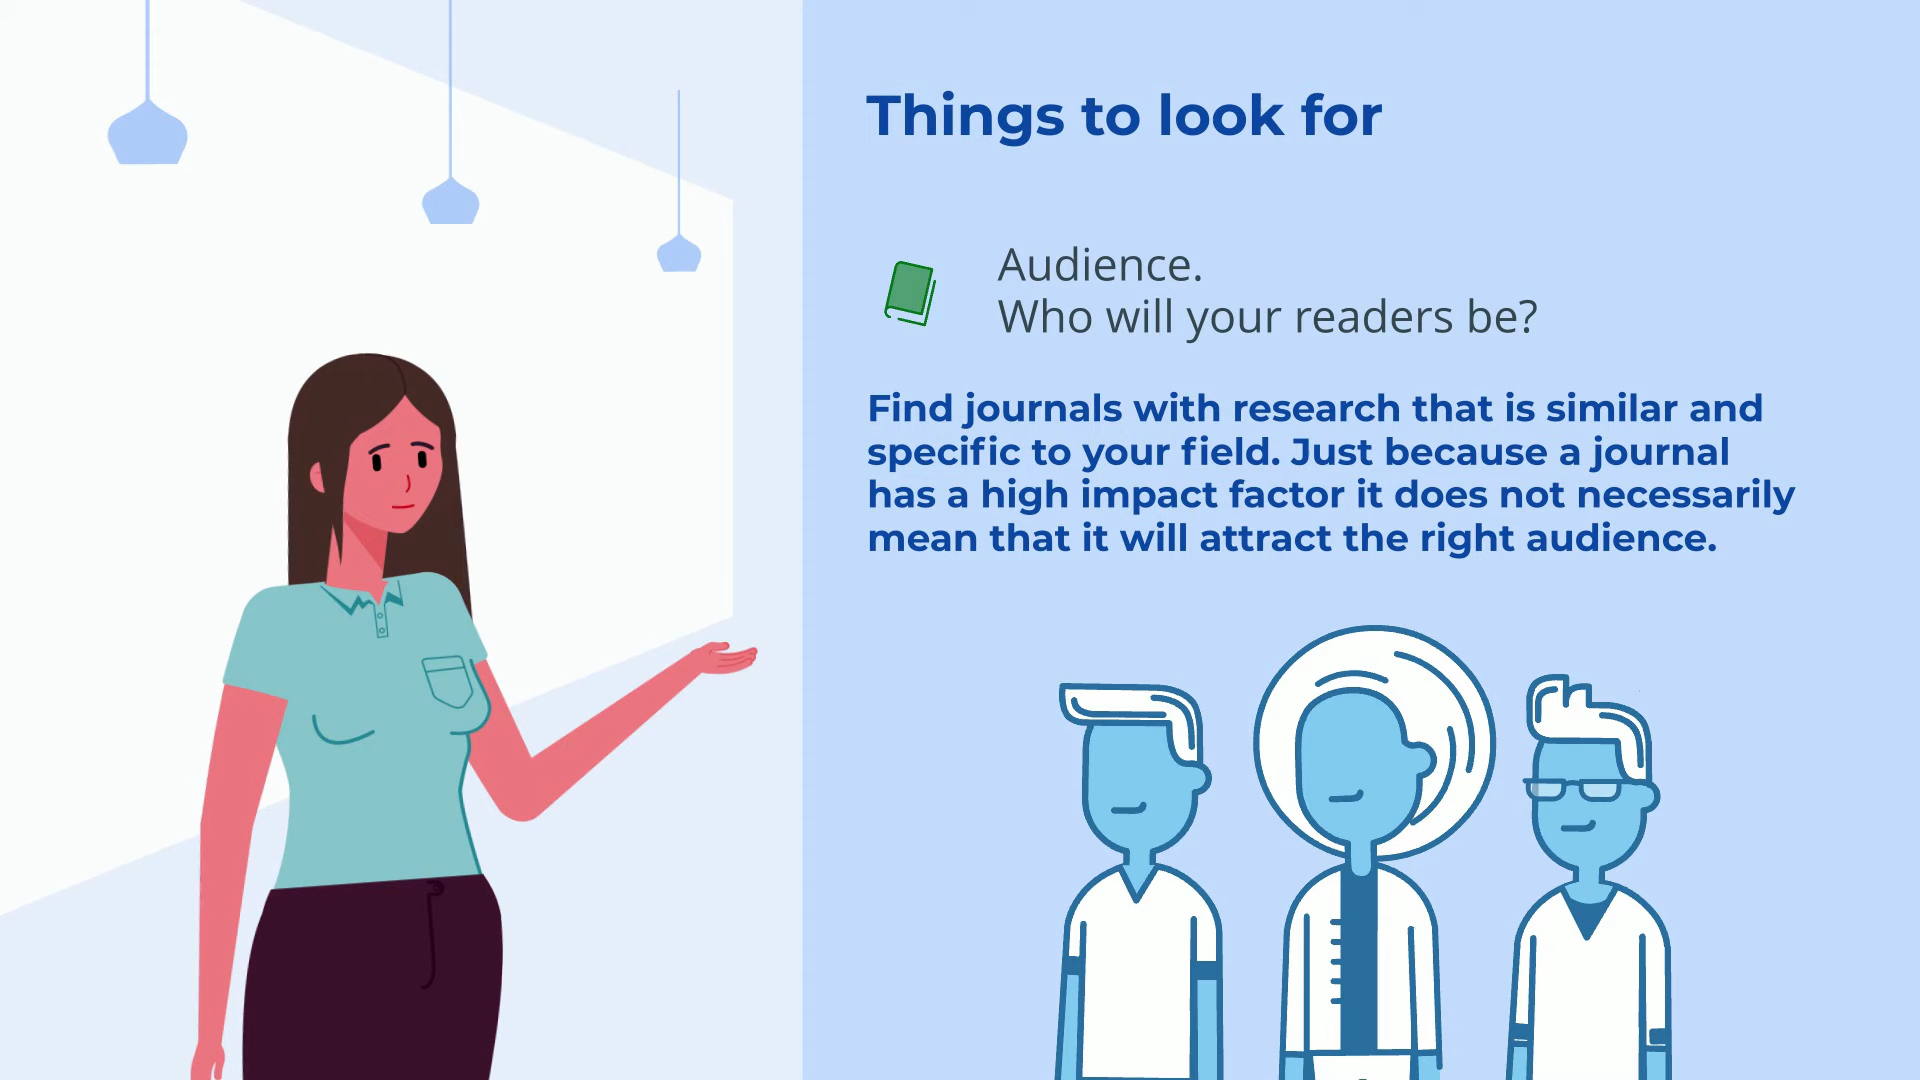 Things to look for
Audience.
Who will your readers be?
Find journals with research that is similar and
specific to your field. Just because a journal
has a high impact factor it does not necessarily
mean that it will attract the right audience.